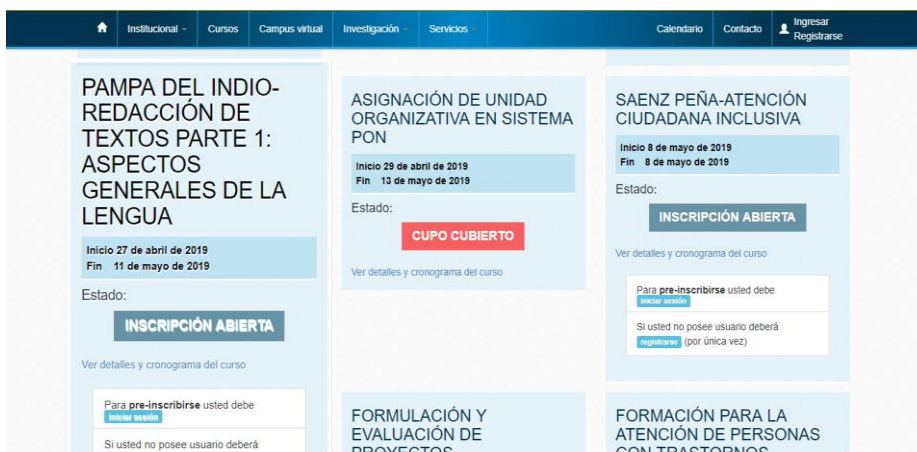 Institucional
Cursos
Campus virtual
Investigación
Servicios
Calendario
Contacto
Ingresar
Registrarse
PAMPA DEL INDIO-
REDACCIÓN DE
TEXTOS PARTE 1:
ASPECTOS
GENERALES DE LA
LENGUA
Inicio 27 de abril de 2019
Fin 11 de mayo de 2019
Estado:
INSCRIPCIÓN ABIERTA
Ver detalles y cronograma del curso
Para pre-inscribirse usted debe
iniciar sesión
Si usted no posee usuario deberá
ASIGNACIÓN DE UNIDAD
ORGANIZATIVA EN SISTEMA
PON
Inicio 29 de abril de 2019
Fin 13 de mayo de 2019
Estado:
CUPO CUBIERTO
Ver detalles y cronograma del curso
FORMULACIÓN Y
EVALUACIÓN DE
PROYECTOS
SAENZ PEÑA-ATENCIÓN
CIUDADANA INCLUSIVA
Inicio 8 de mayo de 2019
Fin 8 de mayo de 2019
Estado:
INSCRIPCIÓN ABIERTA
Ver detalles y cronograma del curso
Para pre-inscribirse usted debe
iniciar sesión
Si usted no posee usuario deberá
registrarse (por única vez)
FORMACIÓN PARA LA
ATENCIÓN DE PERSONAS
CON TRASTORNOS